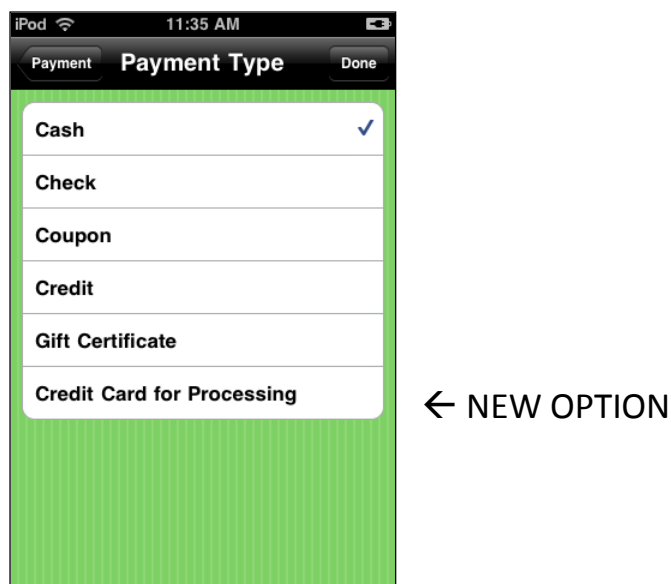 iPod 11:35 AM
Payment Payment Type Done
Cash
Check
Coupon
Credit
Gift Certificate
Credit Card for Processing
← NEW OPTION